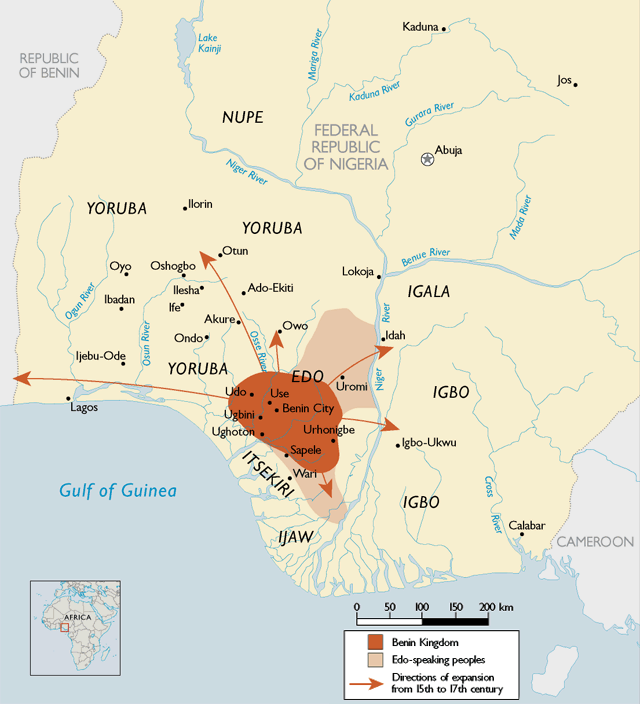 Kaduna
Lake
Kainji
Mariga River
REPUBLIC
OF BENIN
Jos
Kaduna River
Gurara River
NUPE
FEDERAL
REPUBLIC
OF NIGERIA
Abuja
Niger River
Mada River
YORUBA
Ilorin
YORUBA
Otun
Benue River
Oyo
Oshogbo
Lokoja
Ogun River
Ilesha
Ado-Ekiti
IGALA
Ibadan
Ife
Osun River
Akure
Owo
River
Ondo
Osse River
Idah
Ijebu-Ode
YORUBA
EDO
Uromi
Niger
IGBO
Lagos
Udo
Use
Benin City
Ugbini
Ughoton
Urhonigbe
Igbo-Ukwu
Sapele
ITSEKIRI
Wari
Gulf of Guinea
IGBO
Cross
River
IJAW
Calabar
CAMEROON
AFRICA
0 50 100 150 200 km
Benin Kingdom
Edo-speaking peoples
Directions of expansion
from 15th to 17th century